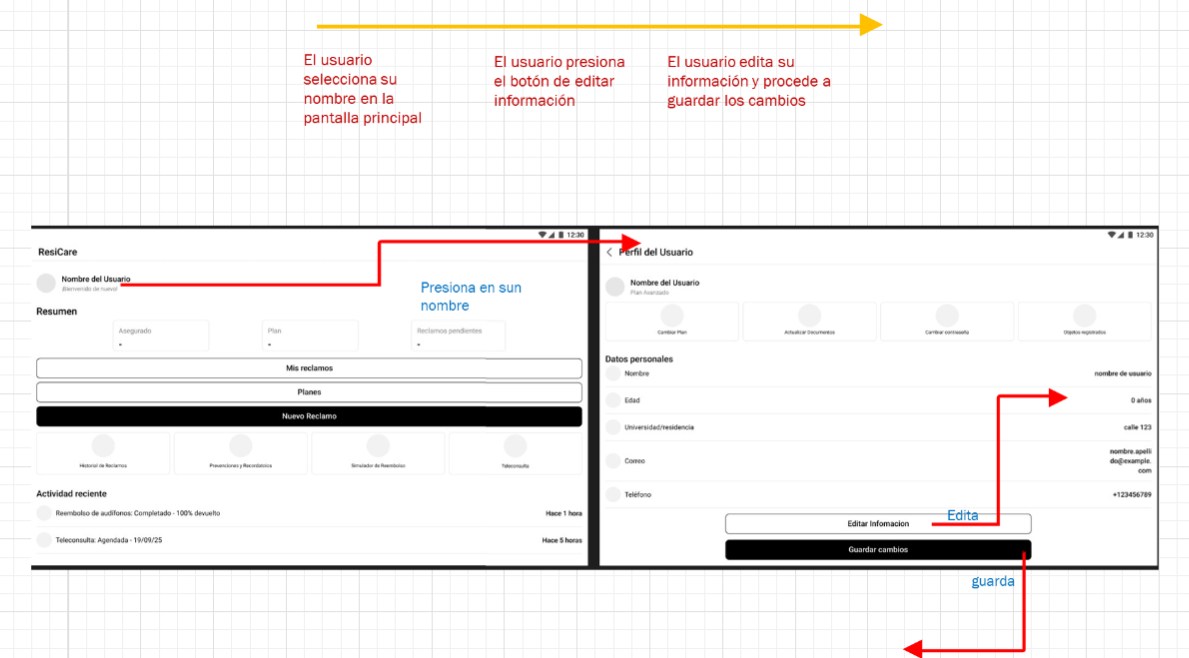 El usuario
selecciona su
nombre en la
pantalla principal
El usuario presiona
el botón de editar
información
El usuario edita su
información y procede a
guardar los cambios
12:30
ResiCare
Nombre del Usuario
Bienvenido de nuevo!
Presiona en sun
nombre
Resumen
Asegurado
Plan
Reclamos pendientes
Mis reclamos
Planes
Nuevo Reclamo
Historial de Reclamos
Prevenciones y Recordatorios
Simulador de Reembolso
Teleconsulta
Actividad reciente
Reembolso de audífonos: Completado - 100% devuelto
Hace 1 hora
Teleconsulta: Agendada - 19/09/25
Hace 5 horas
12:30
Perfil del Usuario
Nombre del Usuario
Plan Avanzado
Cambiar Plan
Actualizar Documentos
Cambiar contraseña
Objetos registrados
Datos personales
Nombre
nombre de usuario
Edad
0 años
Universidad/residencia
calle 123
Correo
nombre.apelli
do@example.
com
Teléfono
+123456789
Editar Infomacion
Edita
Guardar cambios
guarda